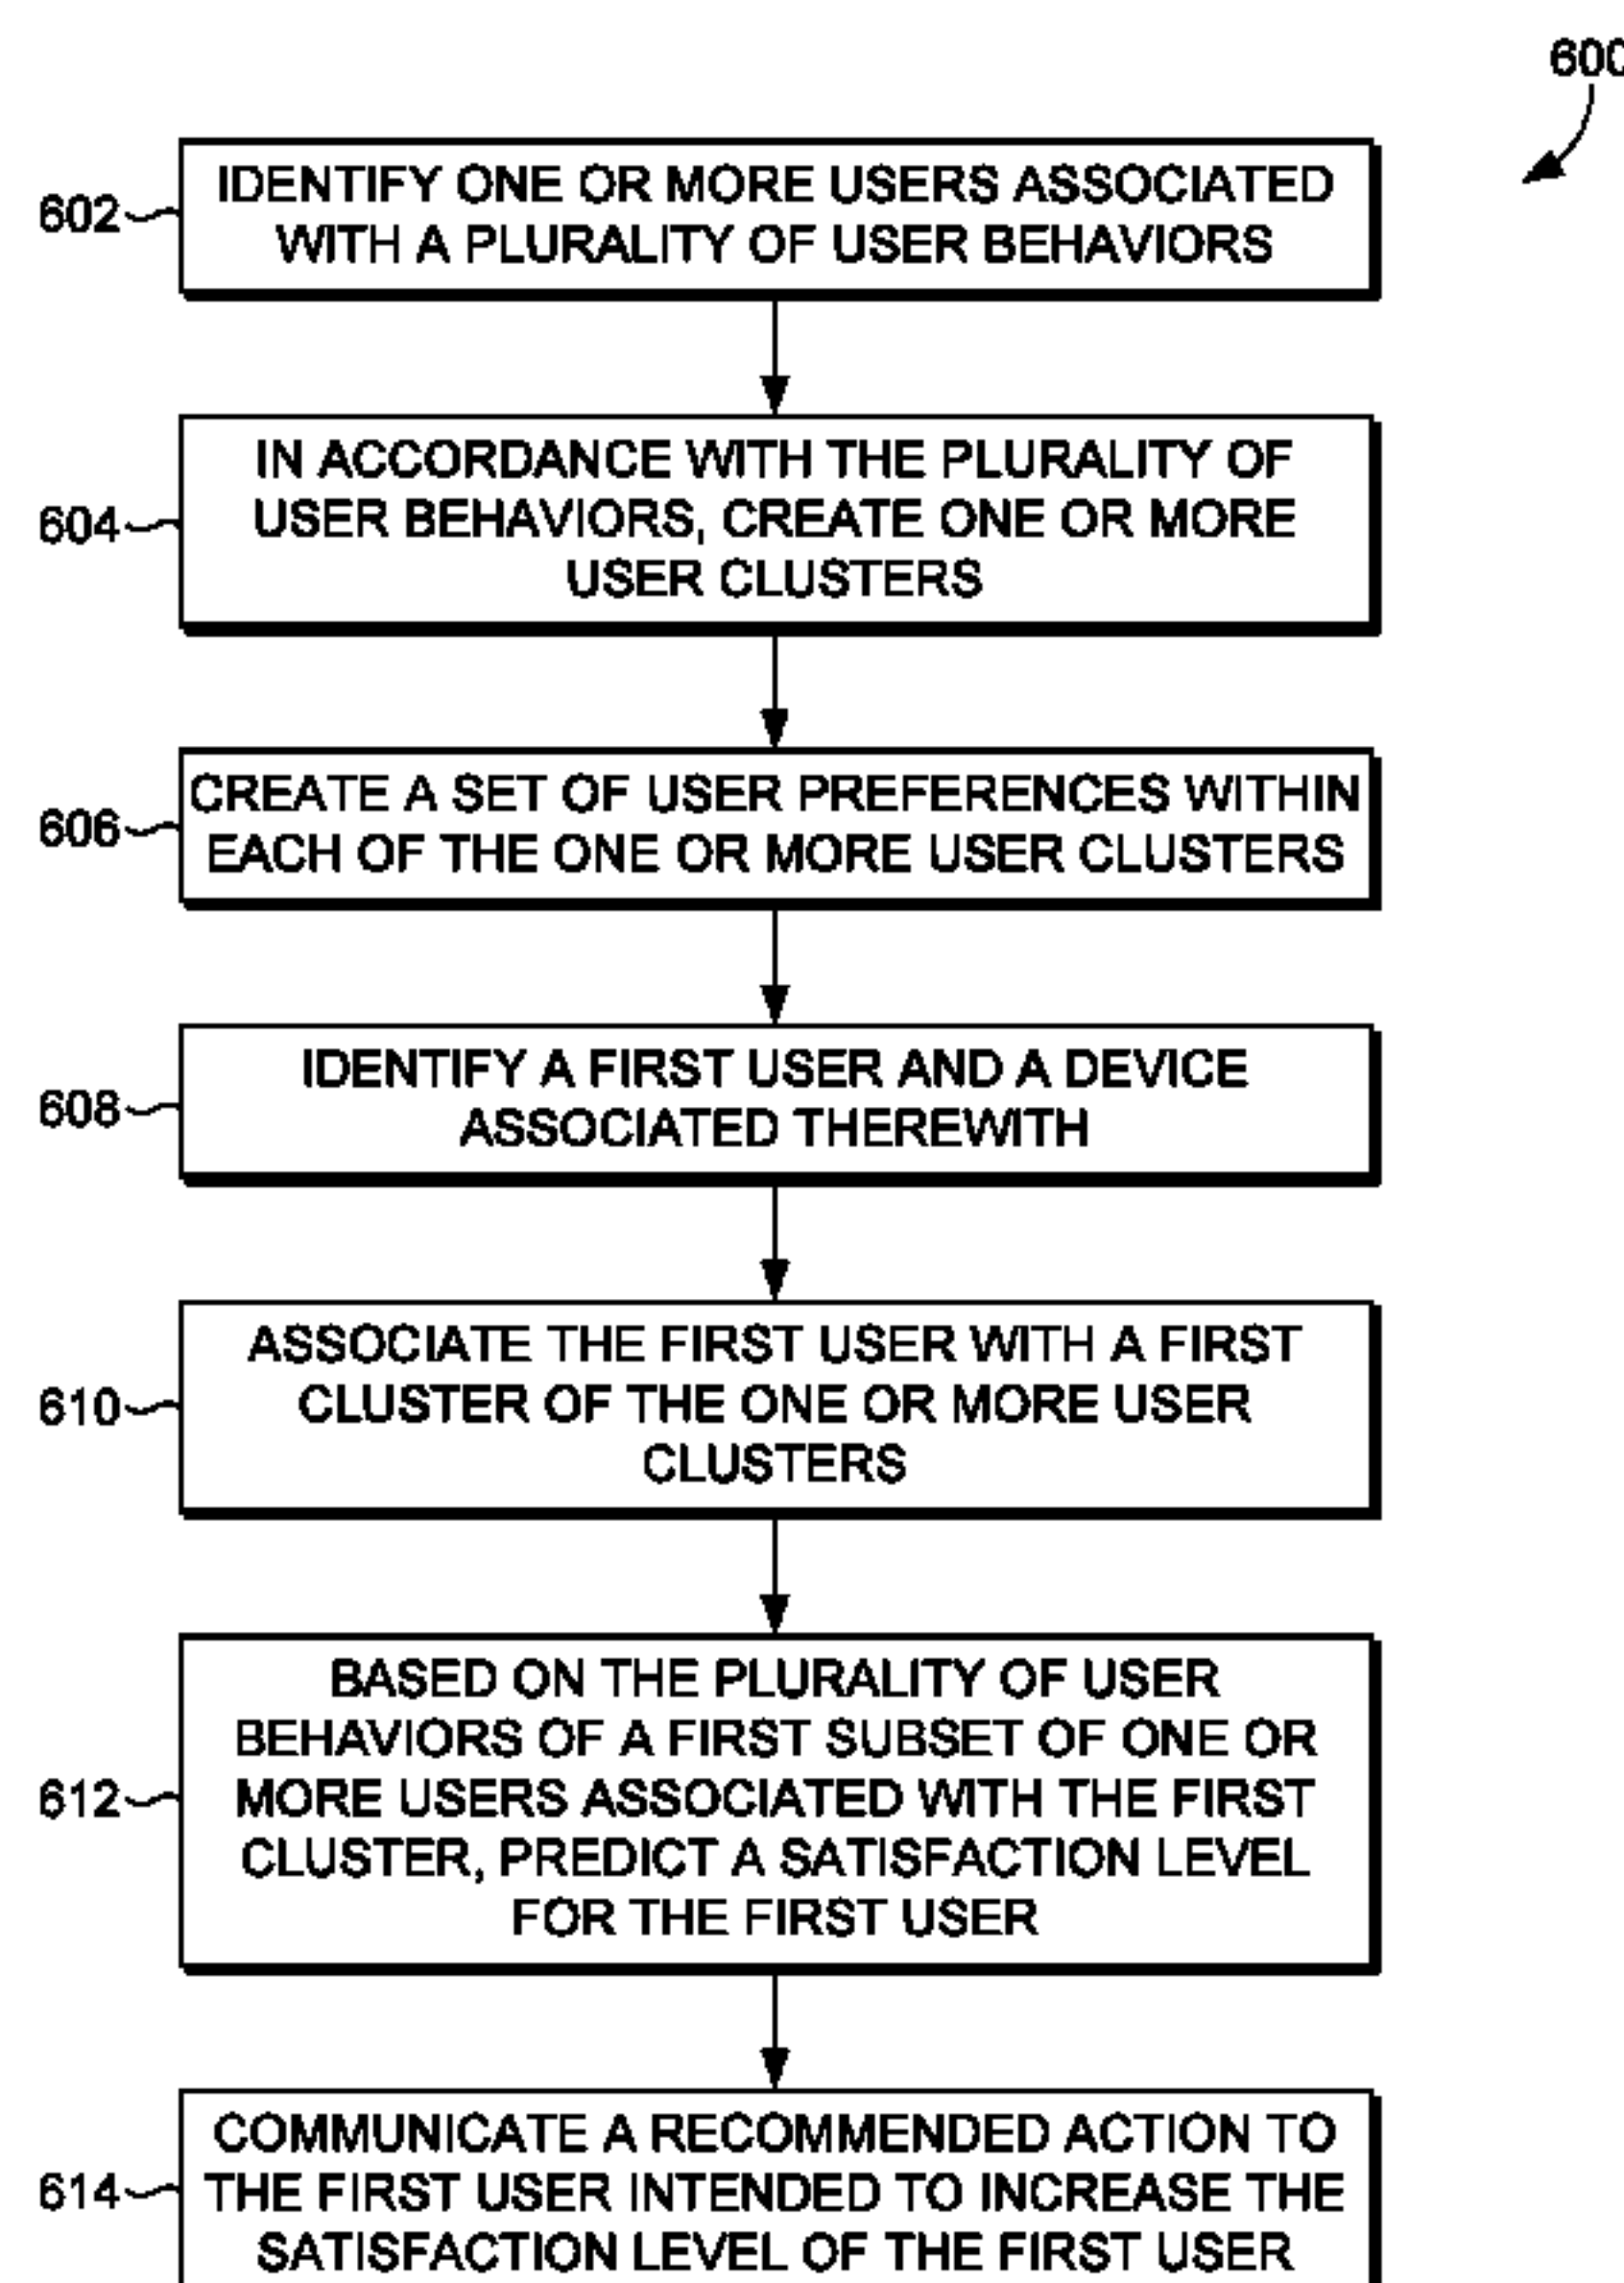 600
602
IDENTIFY ONE OR MORE USERS ASSOCIATED
WITH A PLURALITY OF USER BEHAVIORS
604
IN ACCORDANCE WITH THE PLURALITY OF
USER BEHAVIORS, CREATE ONE OR MORE
USER CLUSTERS
606
CREATE A SET OF USER PREFERENCES WITHIN
EACH OF THE ONE OR MORE USER CLUSTERS
608
IDENTIFY A FIRST USER AND A DEVICE
ASSOCIATED THEREWITH
610
ASSOCIATE THE FIRST USER WITH A FIRST
CLUSTER OF THE ONE OR MORE USER
CLUSTERS
612
BASED ON THE PLURALITY OF USER
BEHAVIORS OF A FIRST SUBSET OF ONE OR
MORE USERS ASSOCIATED WITH THE FIRST
CLUSTER, PREDICT A SATISFACTION LEVEL
FOR THE FIRST USER
614
COMMUNICATE A RECOMMENDED ACTION TO
THE FIRST USER INTENDED TO INCREASE THE
SATISFACTION LEVEL OF THE FIRST USER